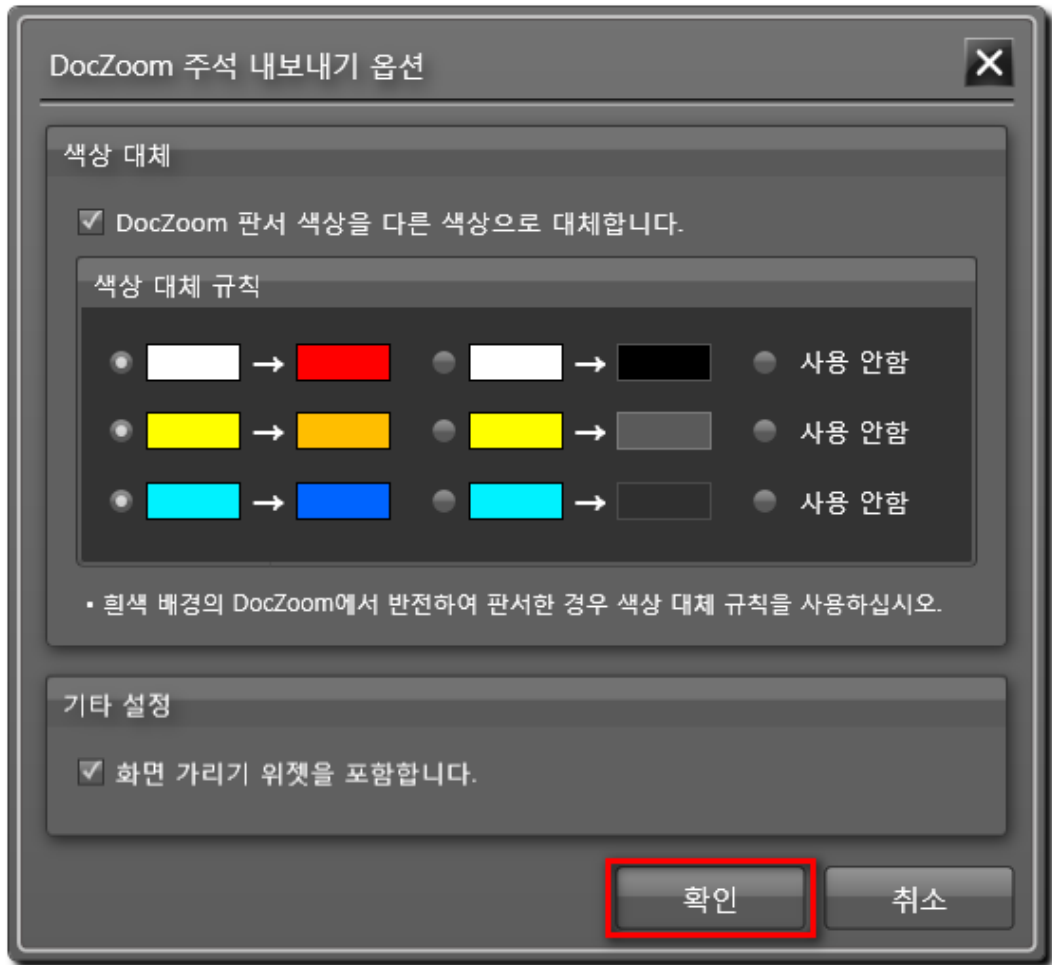 DocZoom 주석 내보내기 옵션
색상 대체
DocZoom 판서 색상을 다른 색상으로 대체합니다.
색상 대체 규칙
→ → 사용 안함
→ → 사용 안함
→ → 사용 안함
• 흰색 배경의 DocZoom에서 반전하여 판서한 경우 색상 대체 규칙을 사용하십시오.
기타 설정
화면 가리기 위젯을 포함합니다.
확인 취소